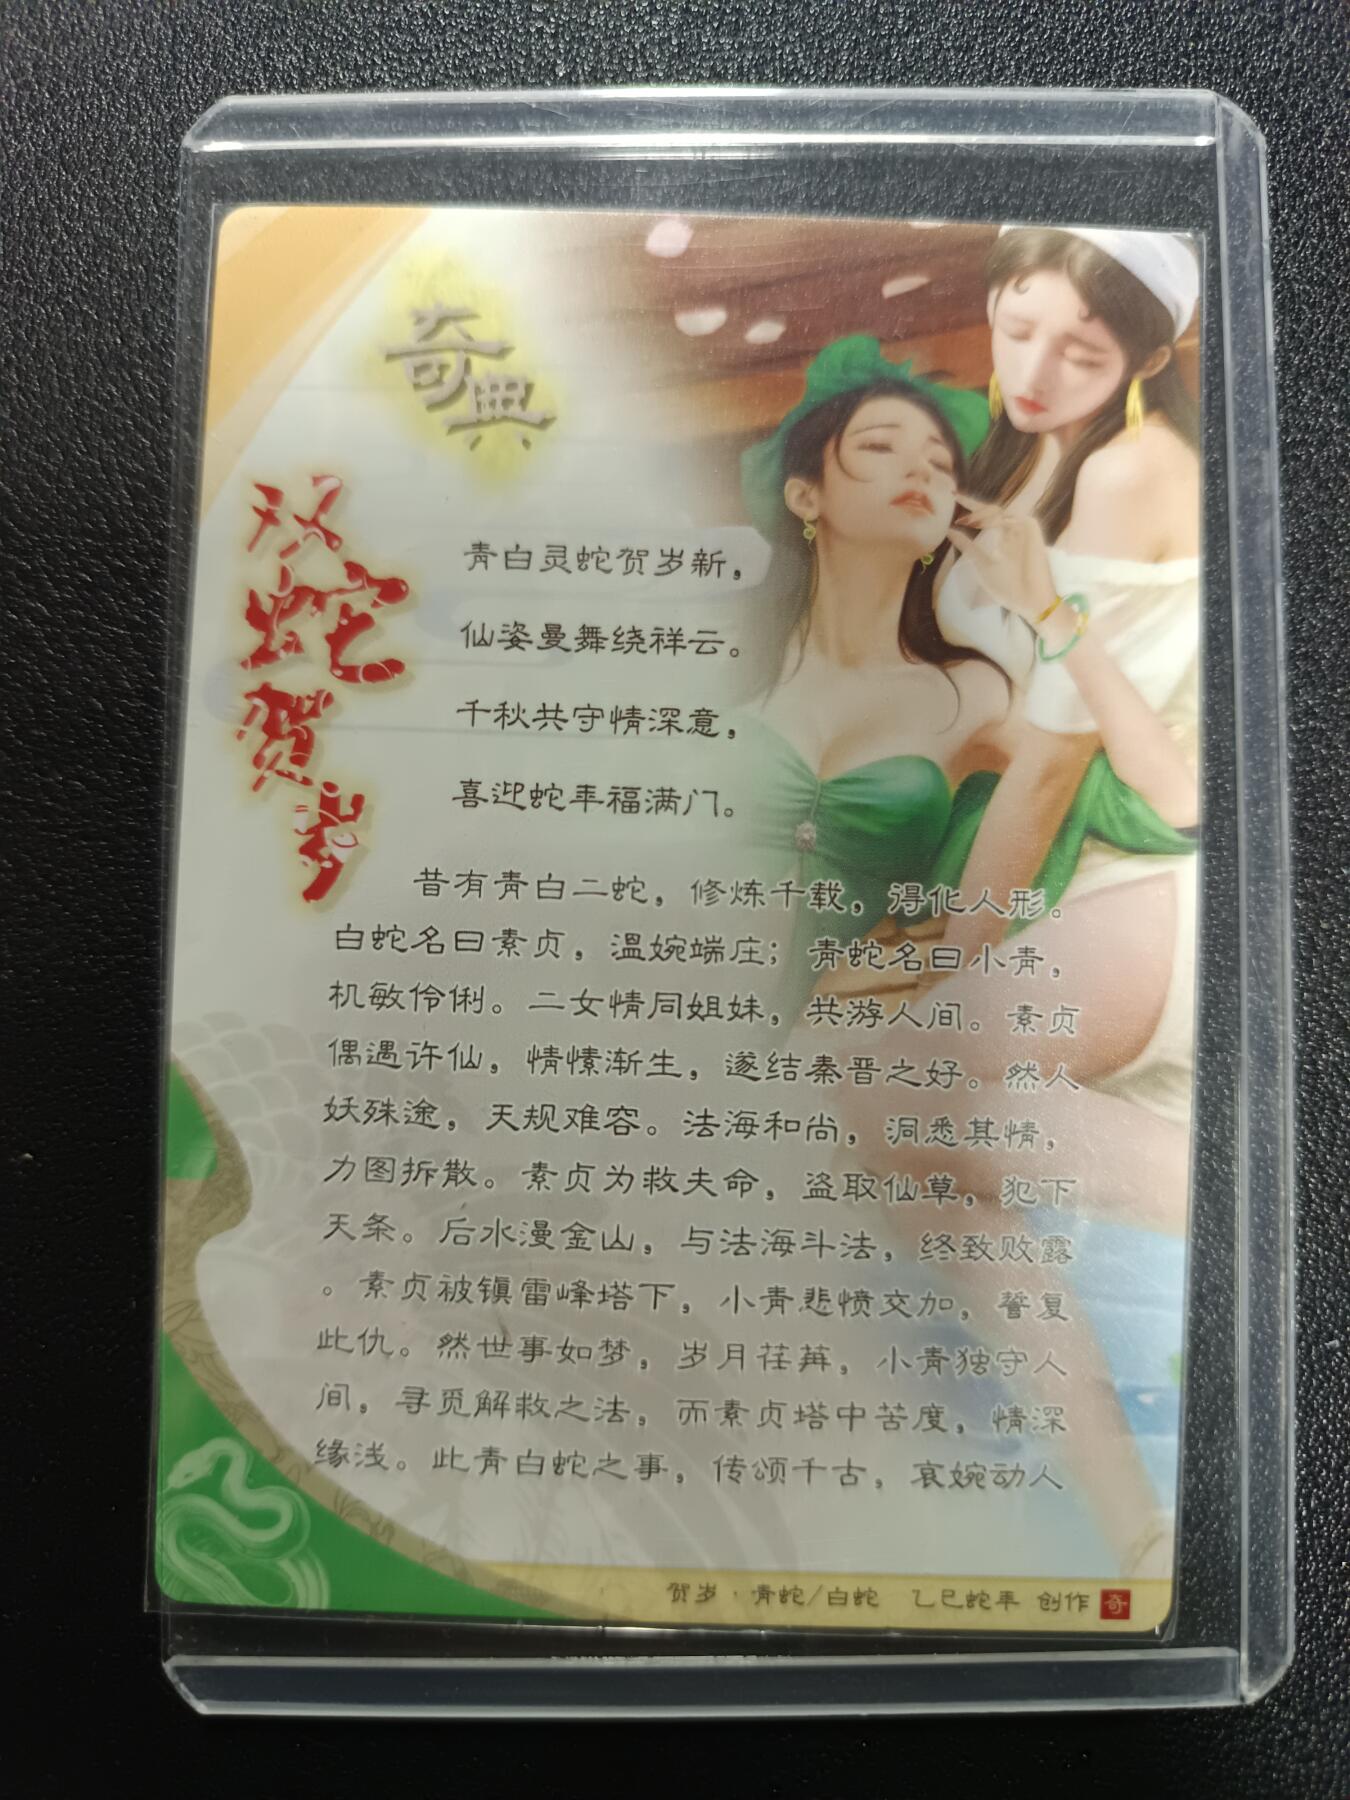 奇典
双蛇贺岁
青白灵蛇贺岁新，
仙姿曼舞绕祥云。
千秋共守情深意，
喜迎蛇年福满门。
昔有青白二蛇，修炼千载，得化人形。
白蛇名曰素贞，温婉端庄；青蛇名曰小青，
机敏伶俐。二女情同姐妹，共游人间。素贞
偶遇许仙，情愫渐生，遂结秦晋之好。然人
妖殊途，天规难容。法海和尚，洞悉其情，
力图拆散。素贞为救夫命，盗取仙草，犯下
天条。后水漫金山，与法海斗法，终致败露
。素贞被镇雷峰塔下，小青悲愤交加，誓复
此仇。然世事如梦，岁月荏苒，小青独守人
间，寻觅解救之法，而素贞塔中苦度，情深
缘浅。此青白蛇之事，传颂千古，哀婉动人
贺岁·青蛇/白蛇 乙巳蛇年 创作 奇